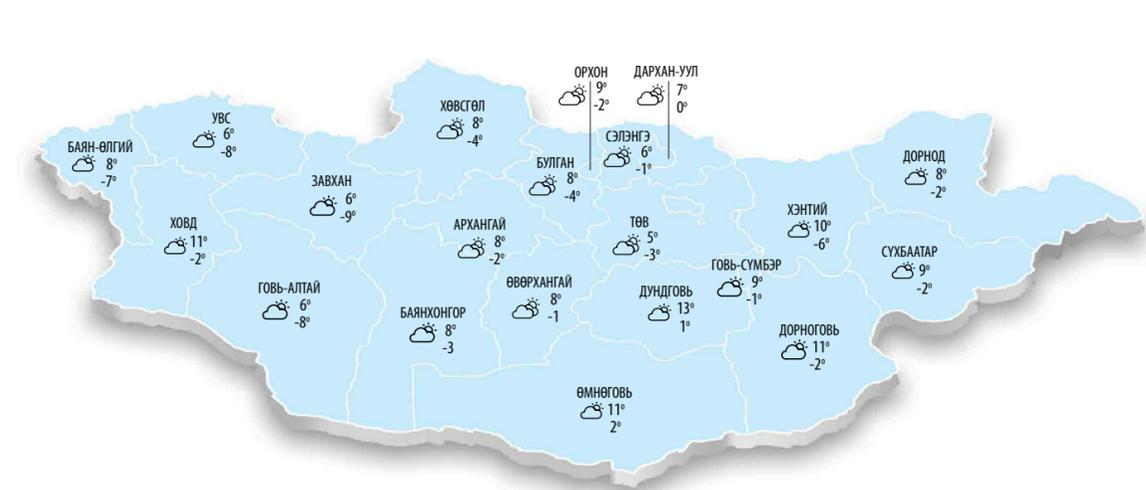 ОРХОН
9°
-2°
ДАРХАН-УУЛ
7°
0°
ХӨВСГӨЛ
8°
-4°
УВС
6°
-8°
БАЯН-ӨЛГИЙ
8°
-7°
СЭЛЭНГЭ
6°
-1°
БУЛГАН
8°
-4°
ДОРНОД
8°
-2°
ЗАВХАН
6°
-9°
ХОВД
11°
-2°
АРХАНГАЙ
8°
-2°
ТӨВ
5°
-3°
ХЭНТИЙ
10°
-6°
СҮХБААТАР
9°
-2°
ГОВЬ-СҮМБЭР
9°
-1°
ГОВЬ-АЛТАЙ
6°
-8°
ӨВӨРХАНГАЙ
8°
-1
ДУНДГОВЬ
13°
1°
БАЯНХОНГОР
8°
-3
ДОРНОГОВЬ
11°
-2°
ӨМНӨГОВЬ
11°
2°